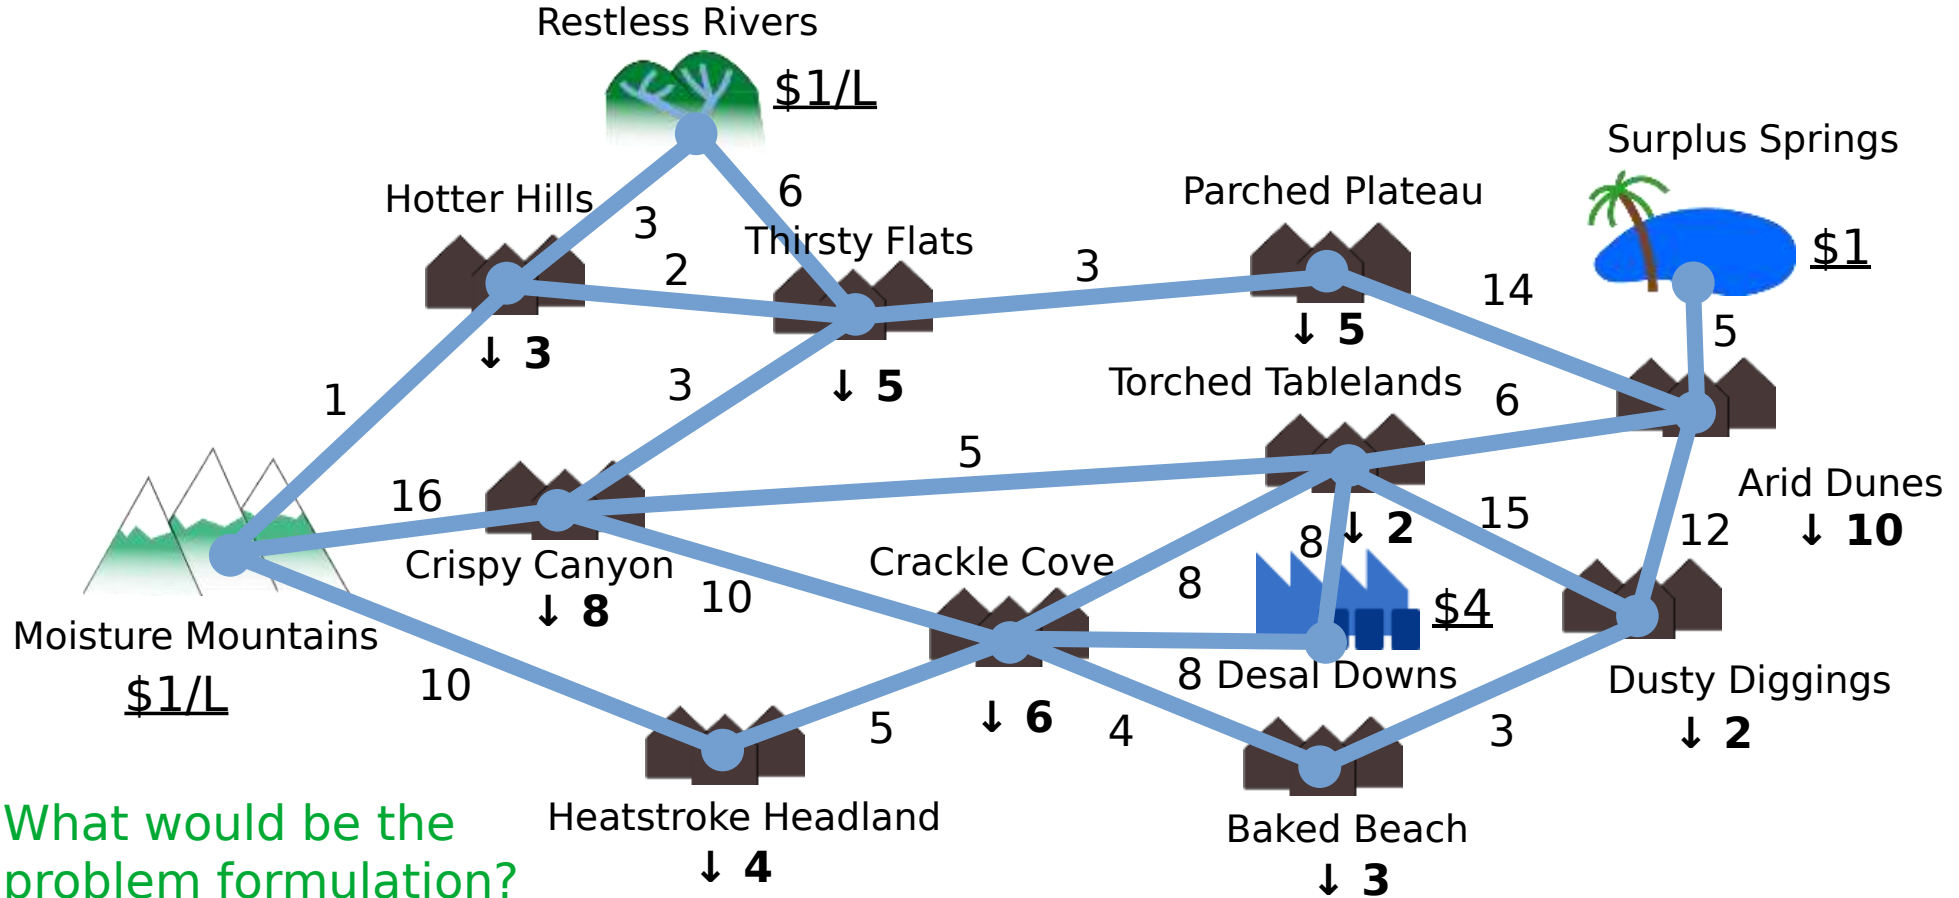 Restless Rivers
$1/L
Surplus Springs
$1
Hotter Hills
3
6
Parched Plateau
Thirsty Flats
2
3
14
5
↓ 3
↓ 5
↓ 5
1
3
Torched Tablelands
6
16
5
Arid Dunes
↓ 10
15
12
8
↓ 2
Crispy Canyon
↓ 8
Crackle Cove
10
8
$4
Moisture Mountains
$1/L
8
Desal Downs
Dusty Diggings
↓ 2
10
↓ 6
5
4
3
Heatstroke Headland
↓ 4
Baked Beach
↓ 3
What would be the
problem formulation?